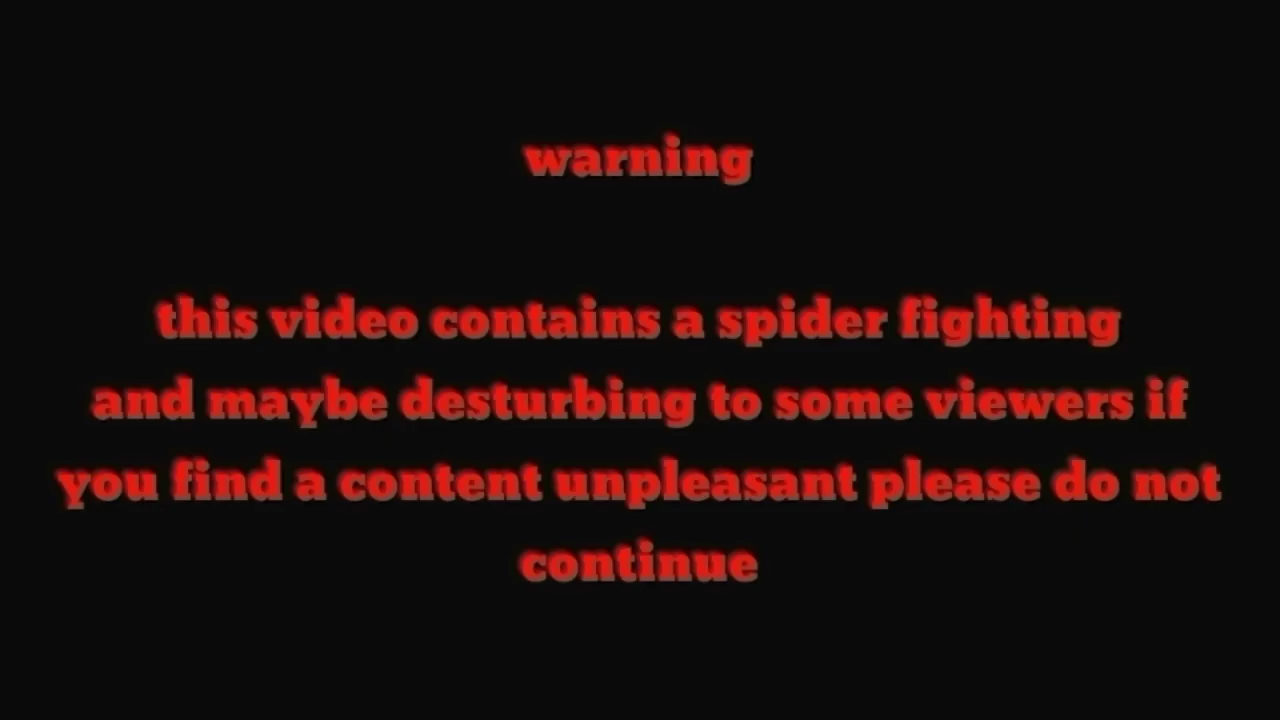 warning
this video contains a spider fighting
and maybe desturbing to some viewers if
you find a content unpleasant please do not
continue